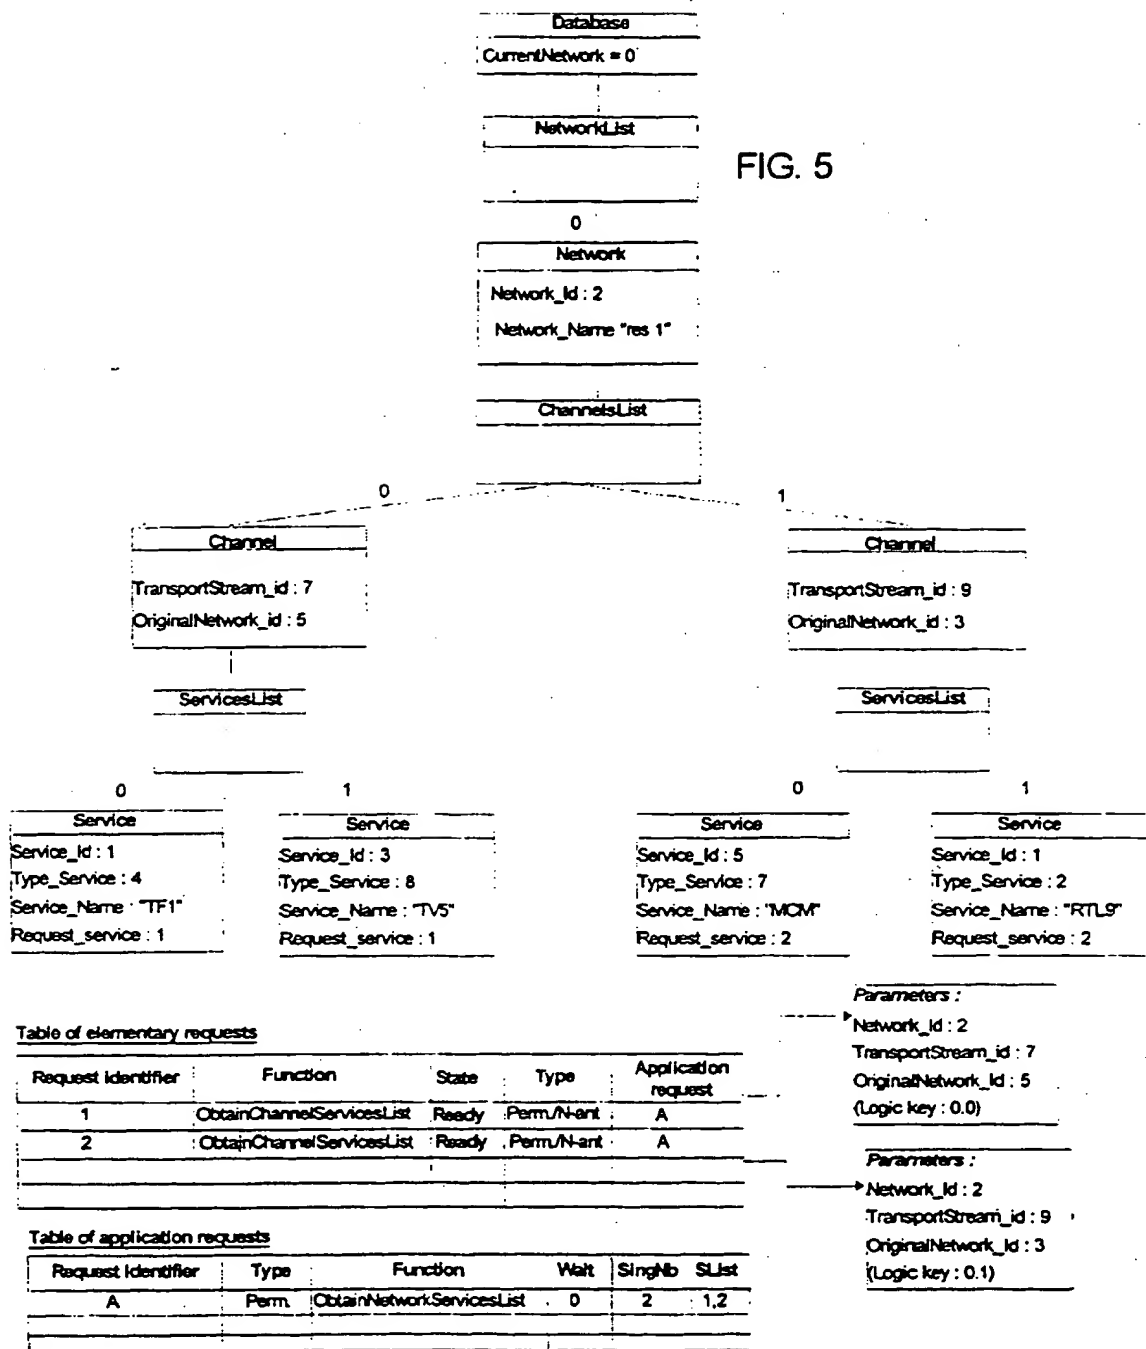 Database
CurrentNetwork = 0
NetworkList
FIG. 5
0
Network
Network_Id : 2
Network_Name "res 1"
ChannelsList
0
1
Channel
TransportStream_id : 7
OriginalNetwork_id : 5
Channel
TransportStream_id : 9
OriginalNetwork_id : 3
ServicesList
ServicesList
0
1
0
1
Service
Service_Id : 1
Type_Service : 4
Service_Name "TF1"
Request_service : 1
Service
Service_Id : 3
Type_Service : 8
Service_Name : "TV5"
Request_service : 1
Service
Service_Id : 5
Type_Service : 7
Service_Name : "MCM"
Request_service : 2
Service
Service_Id : 1
Type_Service : 2
Service_Name : "RTL9"
Request_service : 2
Table of elementary requests
Request identifier Function State Type Application request
1 ObtainChannelServicesList Ready Perm./N-ant A
2 ObtainChannelServicesList Ready Perm./N-ant A
Parameters :
Network_Id : 2
TransportStream_id : 7
OriginalNetwork_Id : 5
(Logic key : 0.0)
Parameters :
Network_Id : 2
TransportStream_id : 9
OriginalNetwork_Id : 3
(Logic key : 0.1)
Table of application requests
Request Identifier Type Function Wait SingNb SList
A Perm. ObtainNetworkServicesList 0 2 1,2